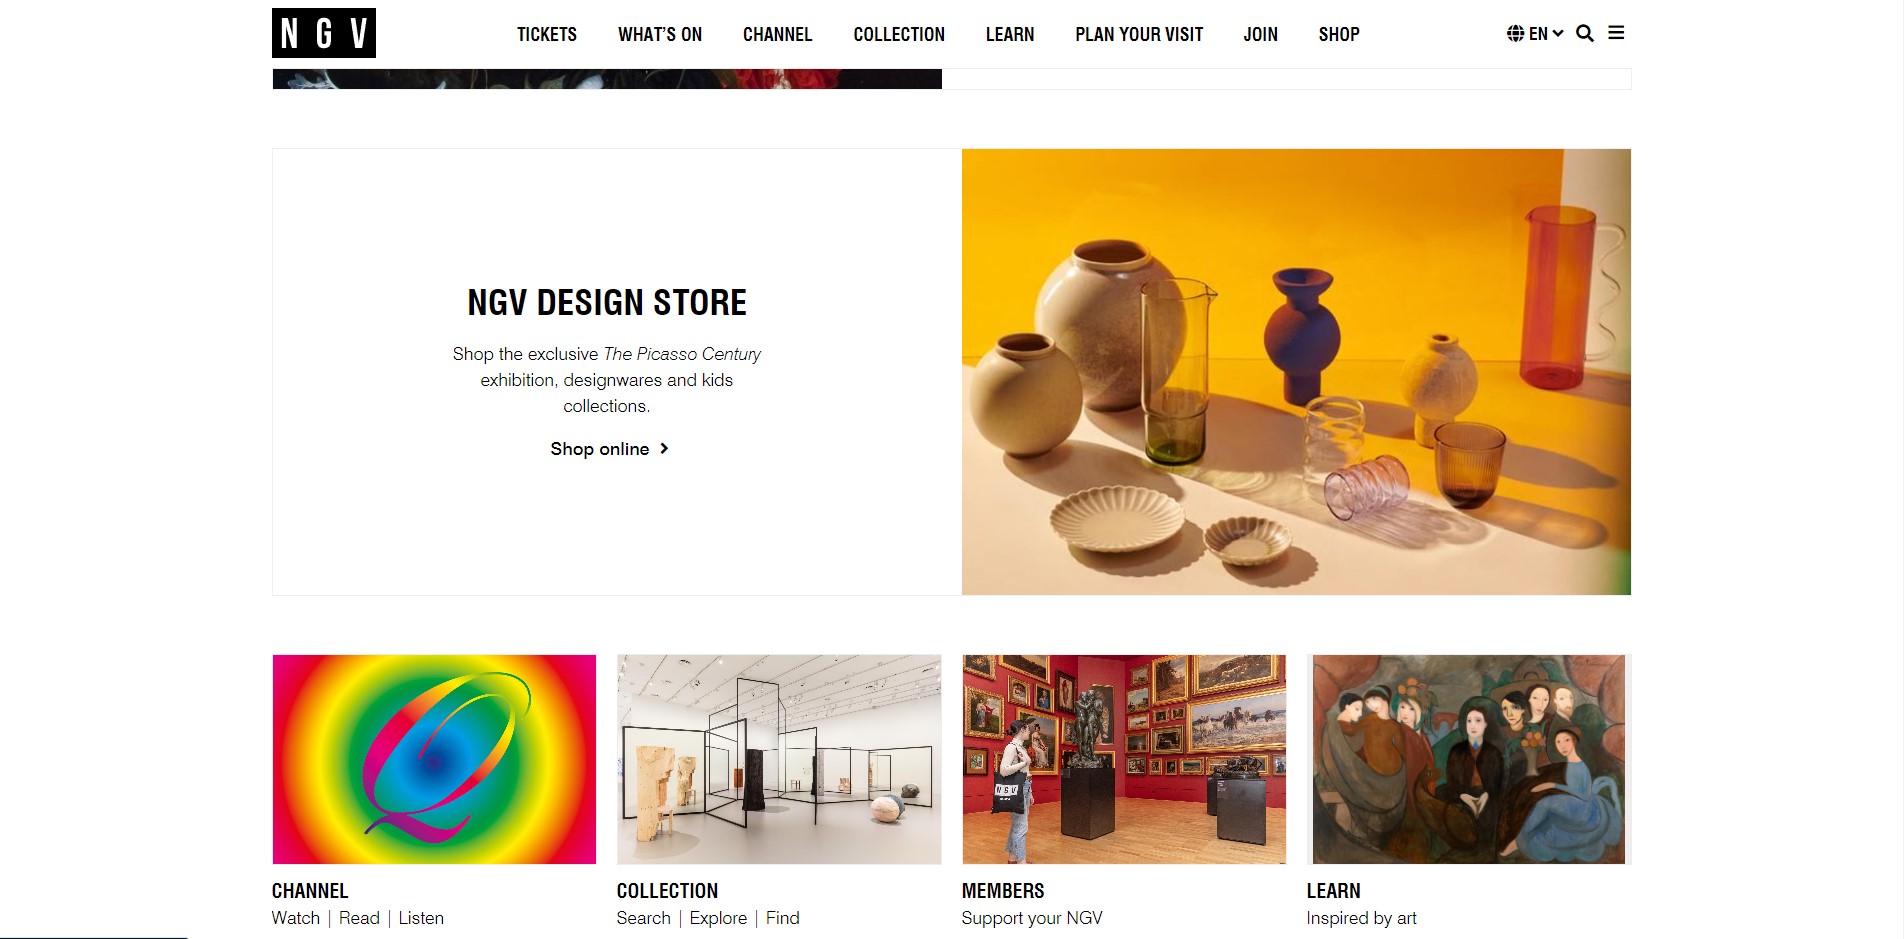 NGV
TICKETS
WHAT'S ON
CHANNEL
COLLECTION
LEARN
PLAN YOUR VISIT
JOIN
SHOP
EN
NGV DESIGN STORE
Shop the exclusive The Picasso Century
exhibition, designwares and kids
collections.
Shop online
Q
NGV
CHANNEL
Watch | Read | Listen
COLLECTION
Search | Explore | Find
MEMBERS
Support your NGV
LEARN
Inspired by art